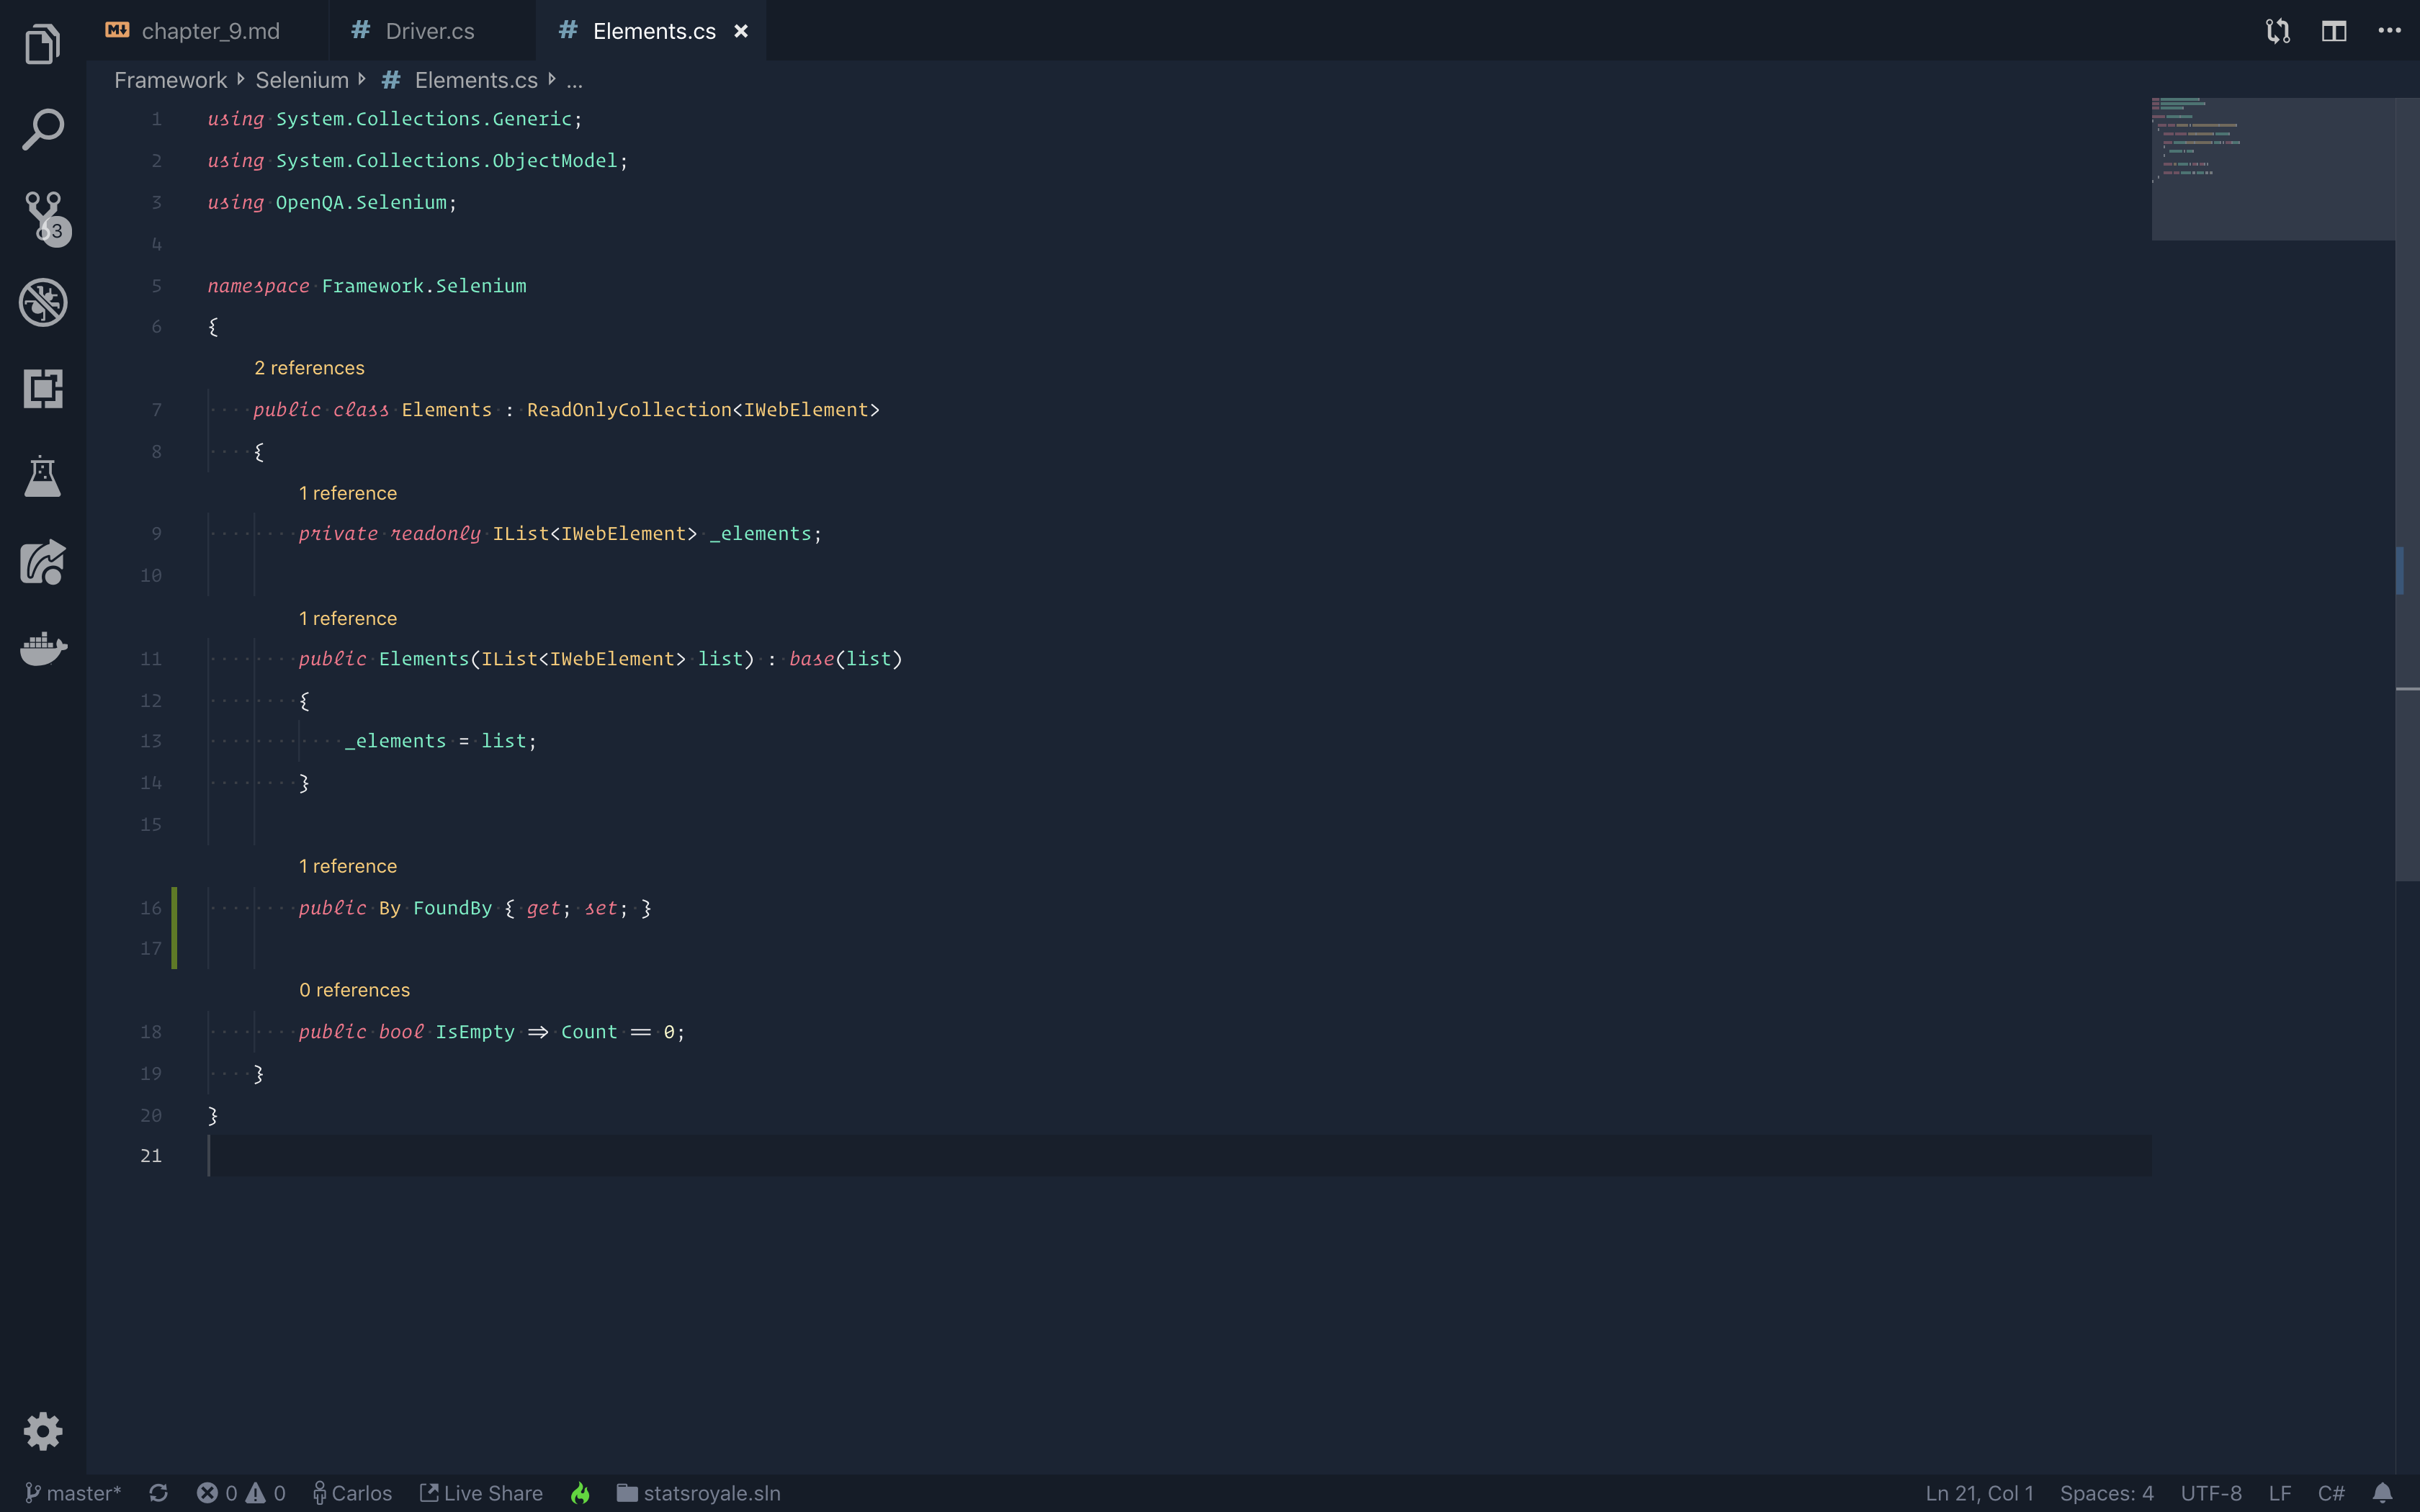 chapter_9.md
Driver.cs
Elements.cs
Framework Selenium Elements.cs ...
1 using System.Collections.Generic;
2 using System.Collections.ObjectModel;
3 using OpenQA.Selenium;
4
5 namespace Framework.Selenium
6 {
2 references
7 public class Elements : ReadOnlyCollection<IWebElement>
8 {
1 reference
9 private readonly IList<IWebElement> _elements;
10
1 reference
11 public Elements(IList<IWebElement> list) : base(list)
12 {
13 _elements = list;
14 }
15
1 reference
16 public By FoundBy { get; set; }
17
0 references
18 public bool IsEmpty => Count == 0;
19 }
20 }
21
3
master* 0 0 Carlos Live Share statsroyale.sln Ln 21, Col 1 Spaces: 4 UTF-8 LF C#